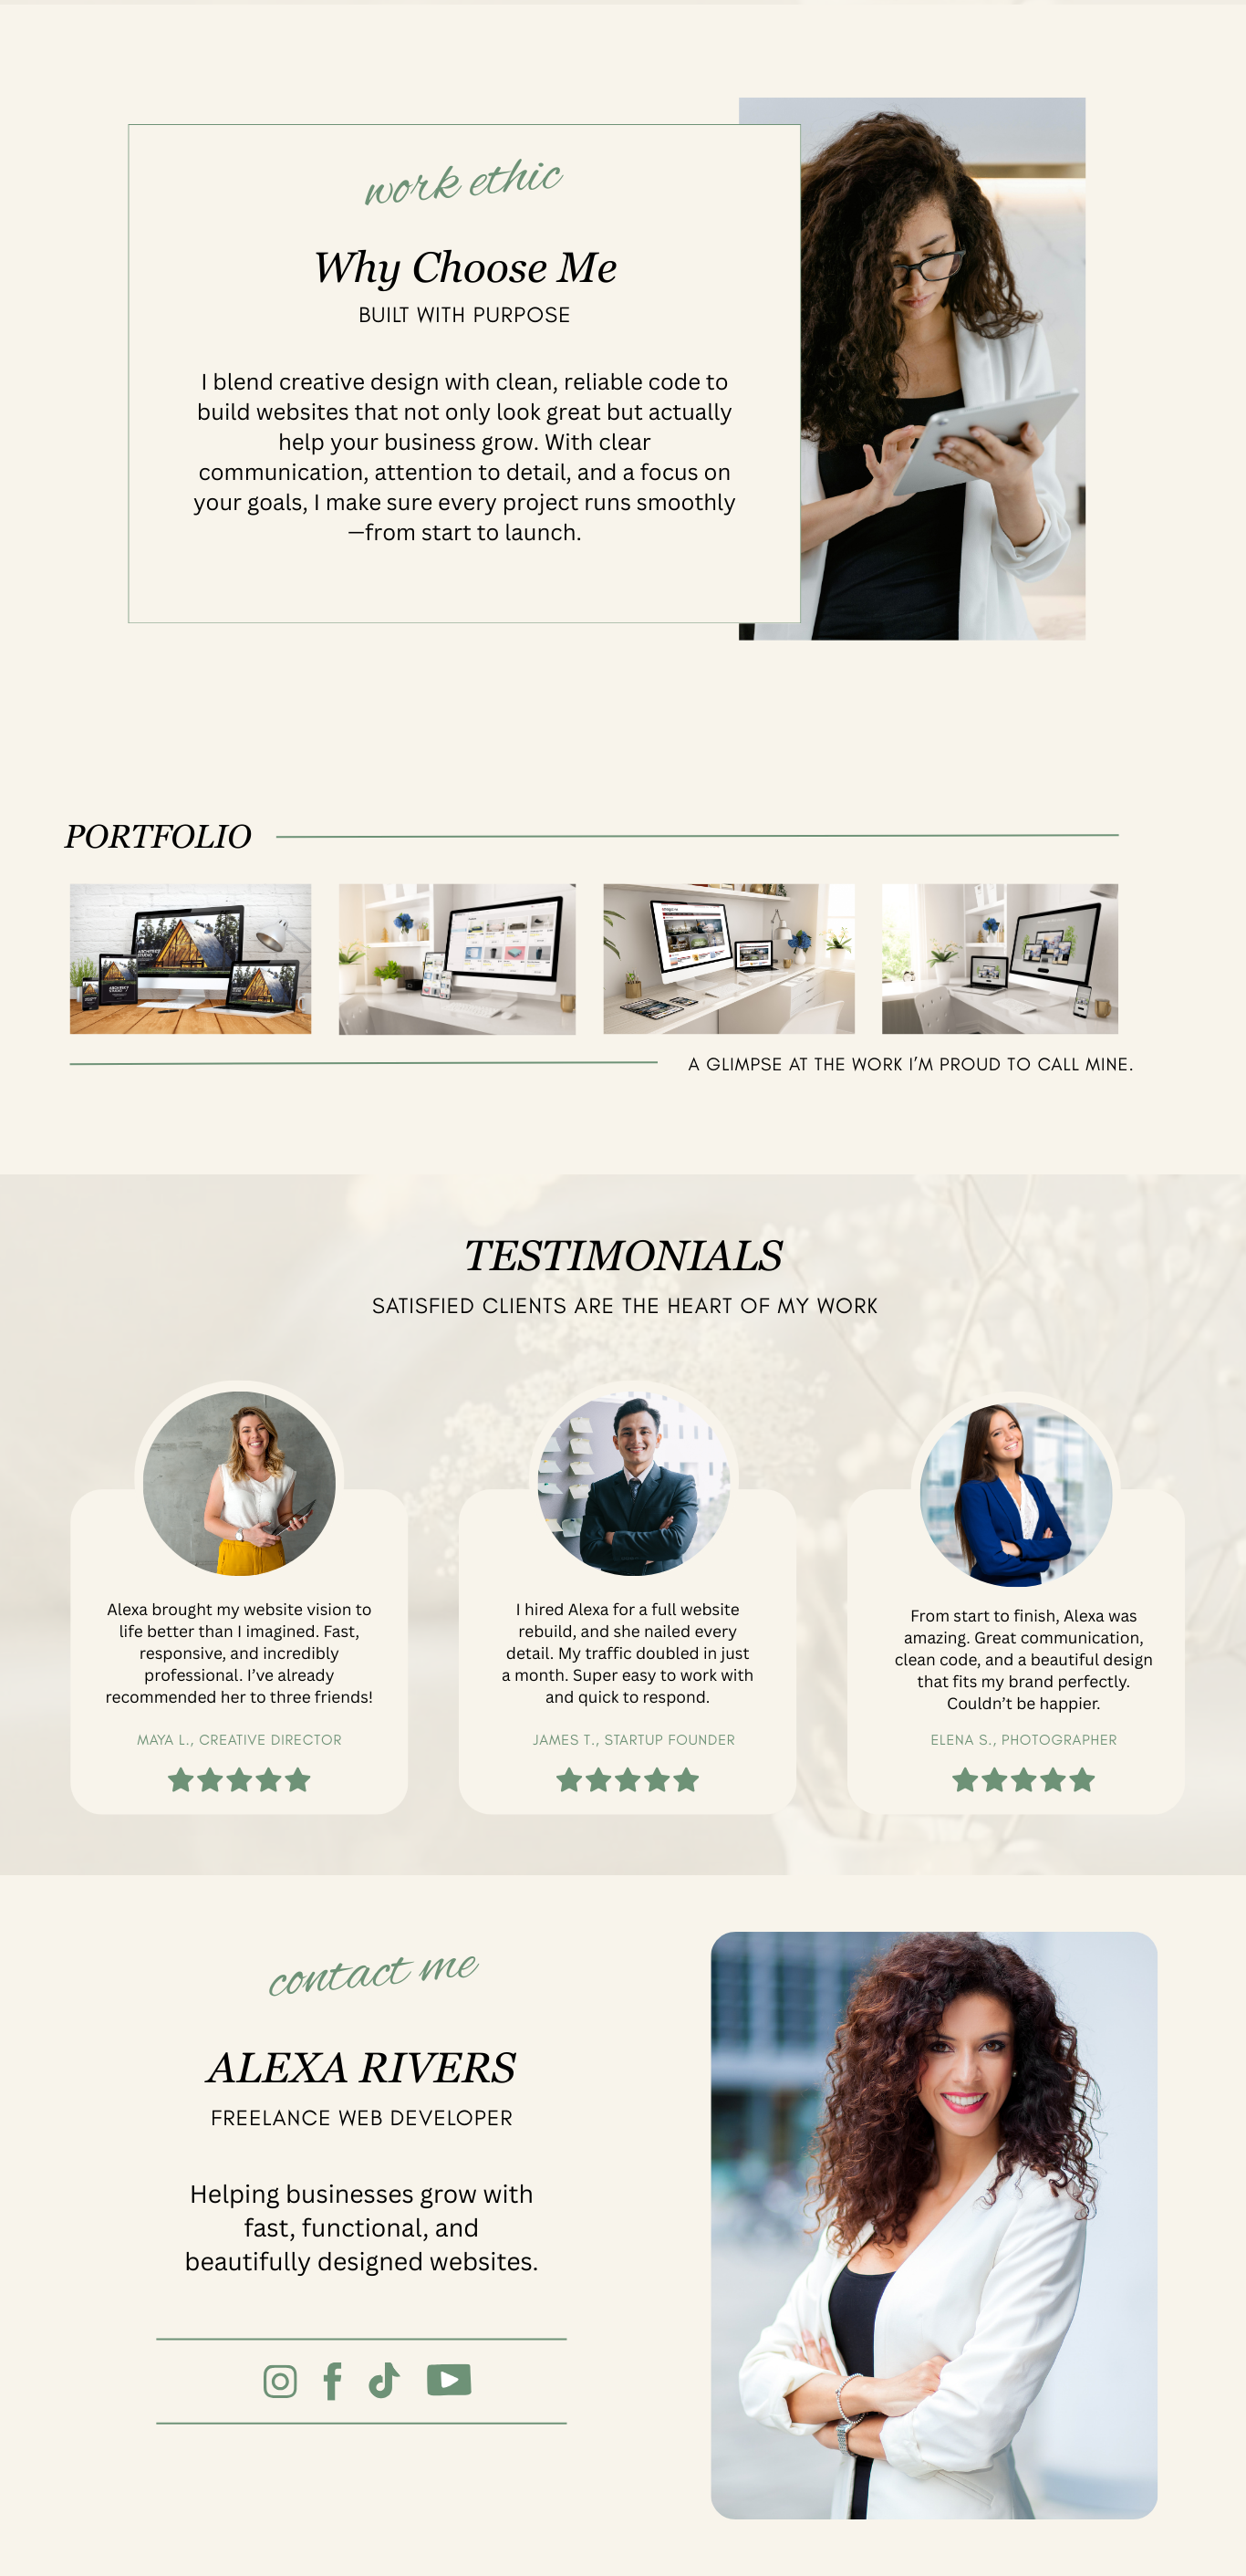 work ethic
Why Choose Me
BUILT WITH PURPOSE
I blend creative design with clean, reliable code to
build websites that not only look great but actually
help your business grow. With clear
communication, attention to detail, and a focus on
your goals, I make sure every project runs smoothly
—from start to launch.
PORTFOLIO
A GLIMPSE AT THE WORK I’M PROUD TO CALL MINE.
TESTIMONIALS
SATISFIED CLIENTS ARE THE HEART OF MY WORK
Alexa brought my website vision to
life better than I imagined. Fast,
responsive, and incredibly
professional. I’ve already
recommended her to three friends!
MAYA L., CREATIVE DIRECTOR
I hired Alexa for a full website
rebuild, and she nailed every
detail. My traffic doubled in just
a month. Super easy to work with
and quick to respond.
JAMES T., STARTUP FOUNDER
From start to finish, Alexa was
amazing. Great communication,
clean code, and a beautiful design
that fits my brand perfectly.
Couldn’t be happier.
ELENA S., PHOTOGRAPHER
contact me
ALEXA RIVERS
FREELANCE WEB DEVELOPER
Helping businesses grow with
fast, functional, and
beautifully designed websites.